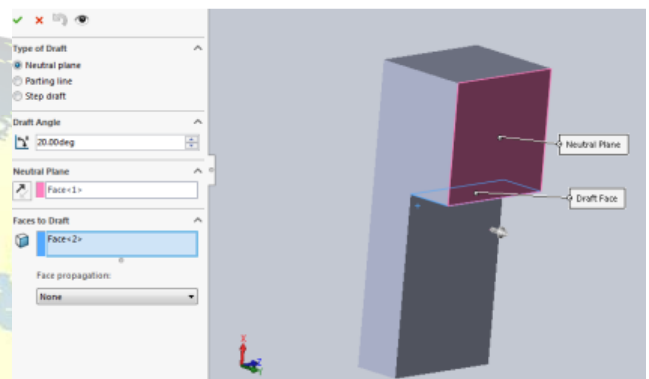 Type of Draft
Neutral plane
Parting line
Step draft
Draft Angle
20.00deg
Neutral Plane
Face<1>
Faces to Draft
Face<2>
Face propagation:
None
Neutral Plane
Draft Face
X
Z